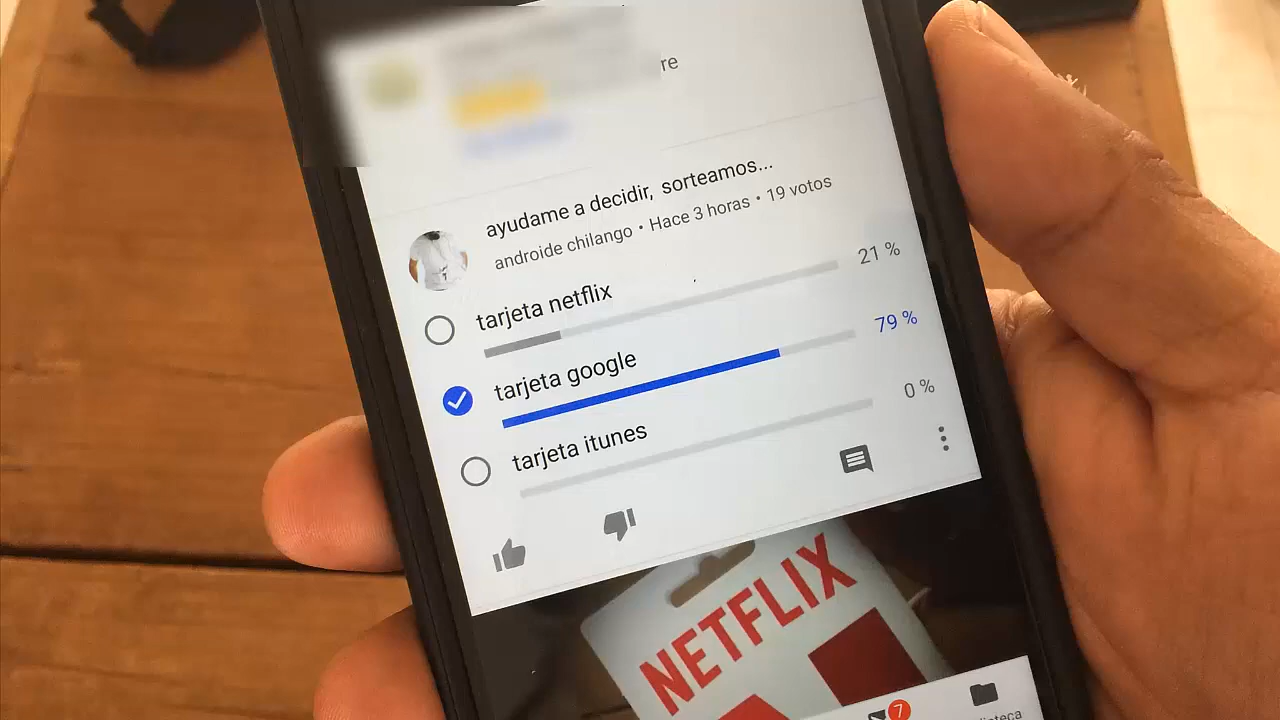 re
ayudame a decidir, sorteamos...
androide chilango • Hace 3 horas • 19 votos
tarjeta netflix
21 %
tarjeta google
79 %
tarjeta itunes
0 %
NETFLIX
7